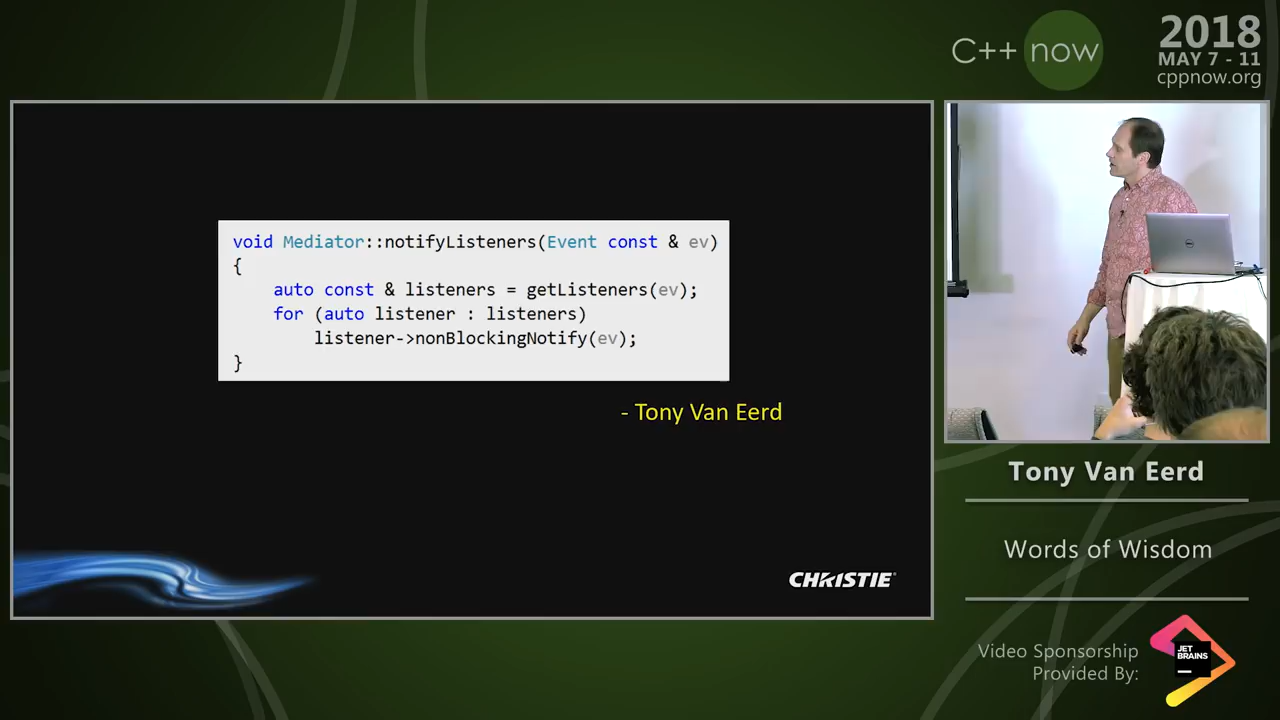 C++ now
2018
MAY 7 - 11
cppnow.org
void Mediator::notifyListeners(Event const & ev)
{
    auto const & listeners = getListeners(ev);
    for (auto listener : listeners)
        listener->nonBlockingNotify(ev);
}
- Tony Van Eerd
CHRISTIE
Tony Van Eerd
Words of Wisdom
Video Sponsorship
Provided By:
JET
BRAINS